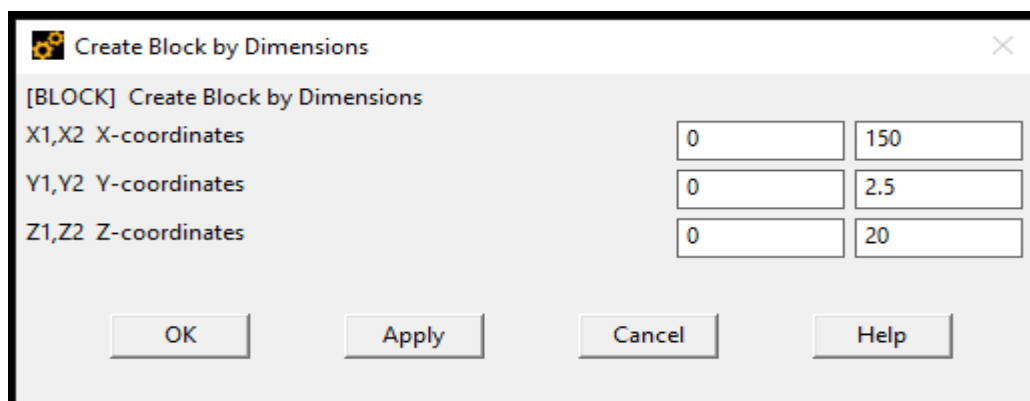 Create Block by Dimensions
[BLOCK] Create Block by Dimensions
X1,X2 X-coordinates 0 150
Y1,Y2 Y-coordinates 0 2.5
Z1,Z2 Z-coordinates 0 20
OK Apply Cancel Help